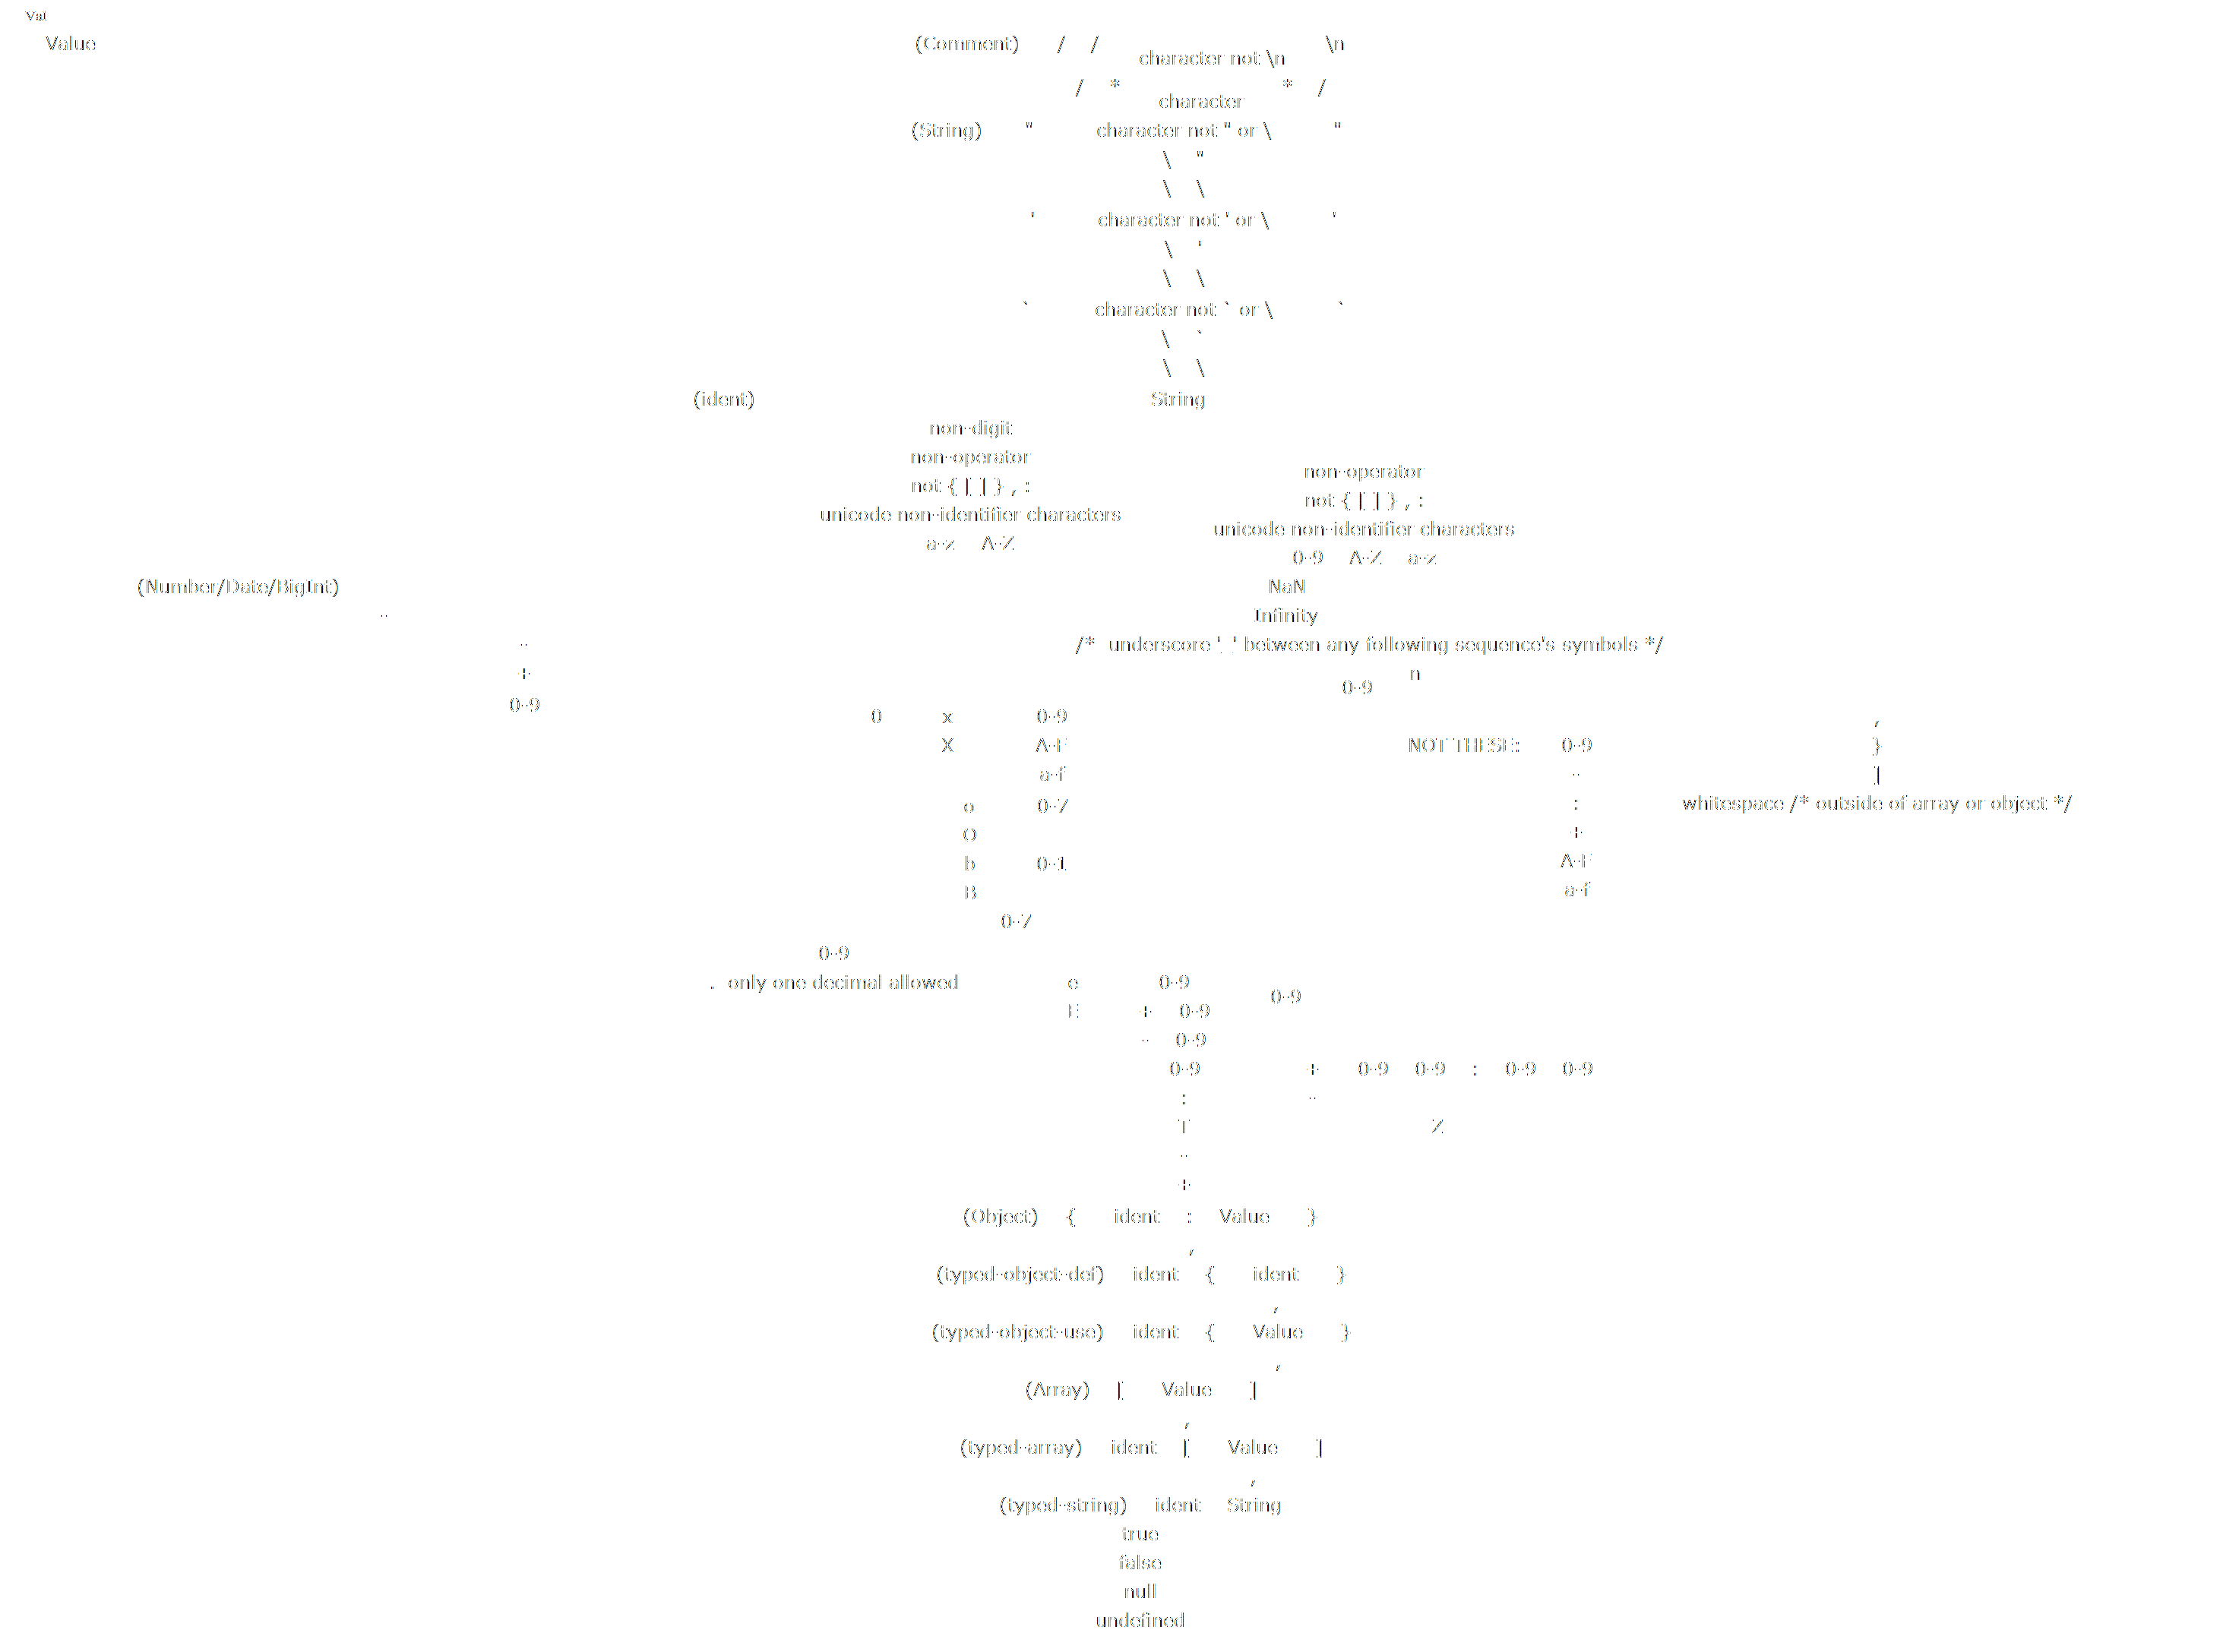 Val
Value (Comment) / / character not \n \n
/ * character * /
(String) " character not " or \ "
\ "
\ \
' character not ' or \ '
\ '
\ \
` character not ` or \ `
\ `
\ \
(ident) String
non-digit
non-operator
non-operator
not { [ ] } , :
not { [ ] } , :
unicode non-identifier characters
unicode non-identifier characters
a-z A-Z
0-9 A-Z a-z
(Number/Date/BigInt) NaN
- Infinity
- /* underscore '_' between any following sequence's symbols */
+ n
0-9
0-9
0 x 0-9 ,
X A-F NOT THESE: 0-9 }
a-f - ]
o 0-7 : whitespace /* outside of array or object */
O +
b 0-1 A-F
B a-f
0-7
0-9
. only one decimal allowed e 0-9
0-9
E + 0-9
- 0-9
0-9 + 0-9 0-9 : 0-9 0-9
: -
T Z
-
+
(Object) { ident : Value }
,
(typed-object-def) ident { ident }
,
(typed-object-use) ident { Value }
,
(Array) [ Value ]
,
(typed-array) ident [ Value ]
,
(typed-string) ident String
true
false
null
undefined